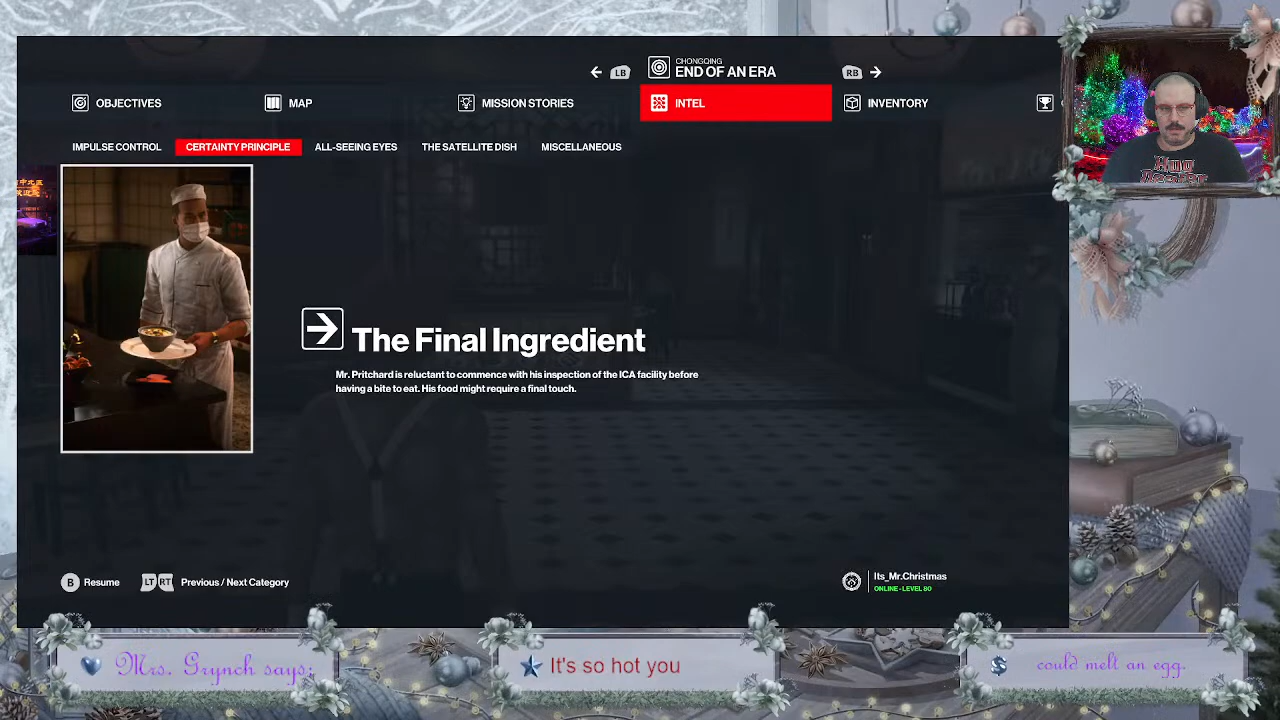 CHONGQING
LB END OF AN ERA RB
OBJECTIVES MAP MISSION STORIES INTEL INVENTORY
IMPULSE CONTROL CERTAINTY PRINCIPLE ALL-SEEING EYES THE SATELLITE DISH MISCELLANEOUS
The Final Ingredient
Mr. Pritchard is reluctant to commence with his inspection of the ICA facility before
having a bite to eat. His food might require a final touch.
B Resume LT RT Previous / Next Category
Its_Mr.Christmas
ONLINE - LEVEL 80
Mrs. Grynch says: It's so hot you could melt an egg.